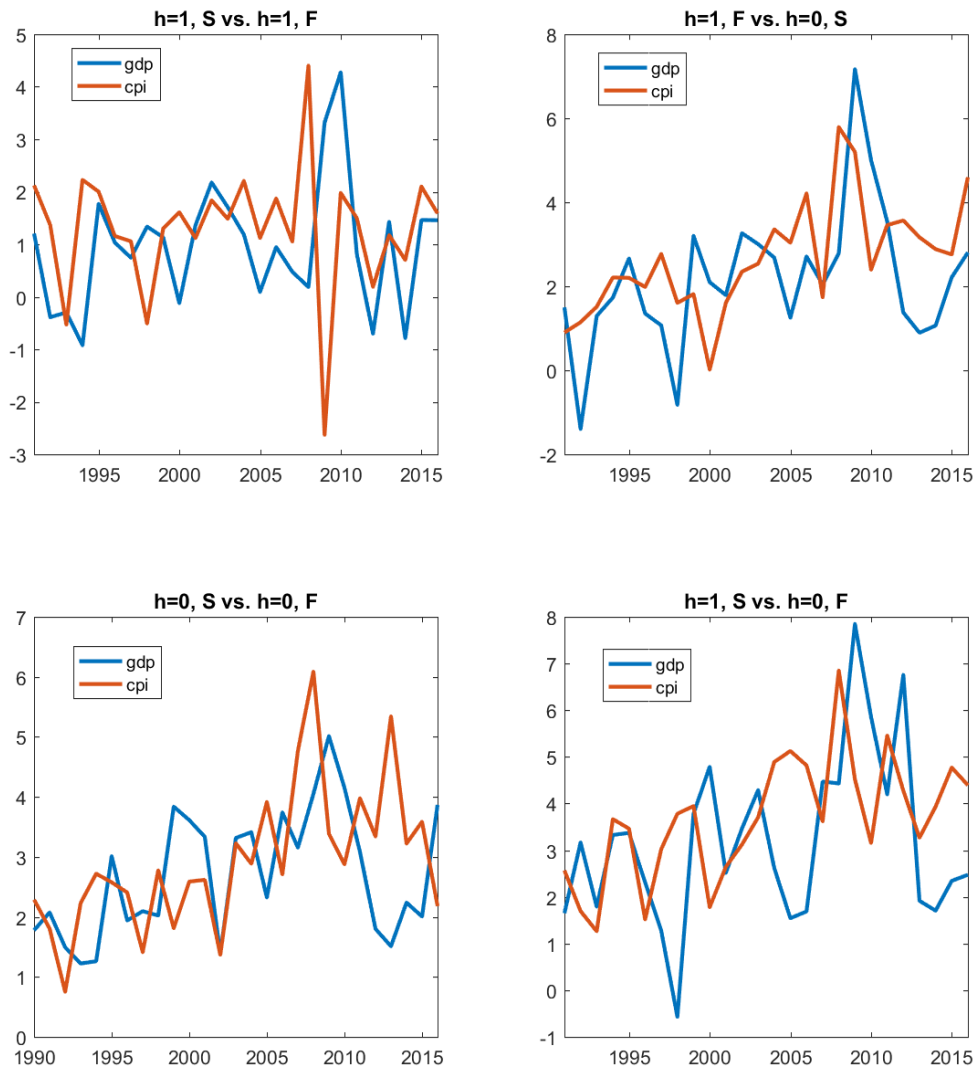 h=1, S vs. h=1, F
5
4
3
2
1
0
-1
-2
-3
gdp
cpi
1995 2000 2005 2010 2015
h=1, F vs. h=0, S
8
6
4
2
0
-2
gdp
cpi
1995 2000 2005 2010 2015
h=0, S vs. h=0, F
7
6
5
4
3
2
1
0
gdp
cpi
1990 1995 2000 2005 2010 2015
h=1, S vs. h=0, F
8
7
6
5
4
3
2
1
0
-1
gdp
cpi
1995 2000 2005 2010 2015